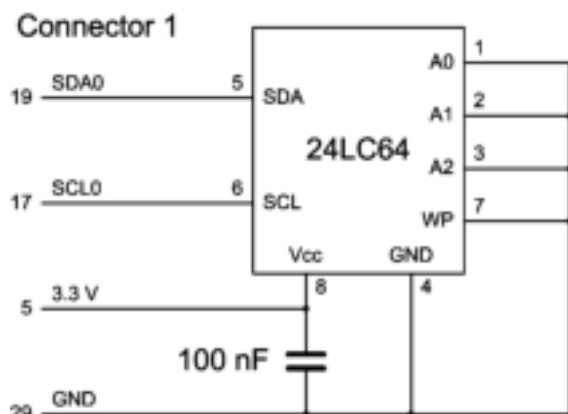 Connector 1
19 SDA0 5 SDA
A0 1
A1 2
24LC64
A2 3
17 SCL0 6 SCL
WP 7
Vcc GND
8 4
5 3.3 V
100 nF
29 GND